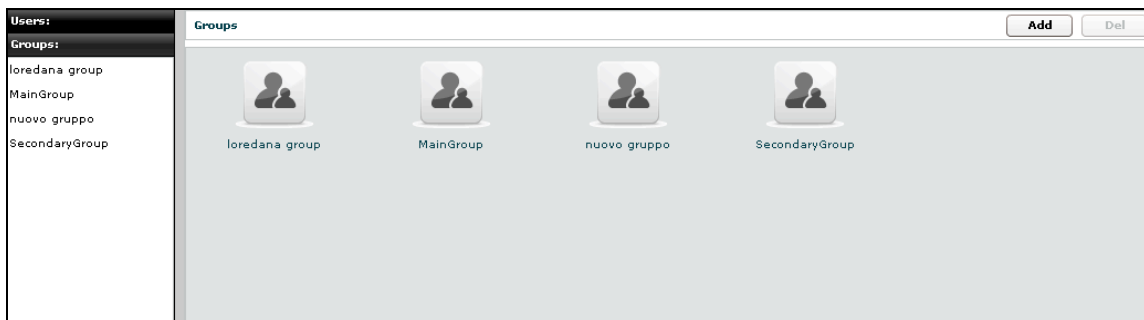 Users:
Groups:
loredana group
MainGroup
nuovo gruppo
SecondaryGroup
Groups
Add
Del
loredana group
MainGroup
nuovo gruppo
SecondaryGroup